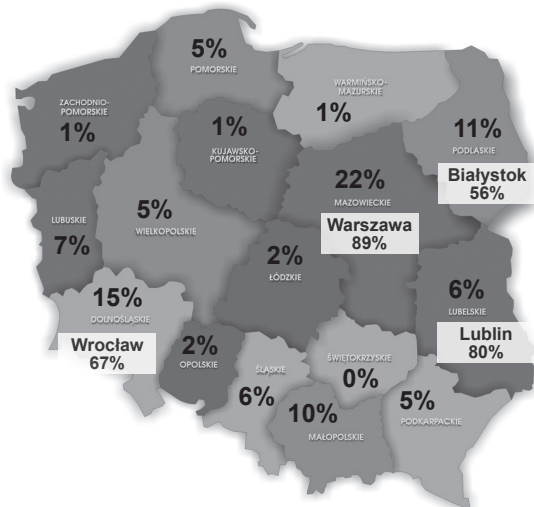 5%
POMORSKIE
WARMIŃSKO-
MAZURSKIE
1%
ZACHODNIO-
POMORSKIE
1%
1%
KUJAWSKO-
POMORSKIE
11%
PODLASKIE
Białystok
56%
22%
MAZOWIECKIE
Warszawa
89%
5%
WIELKOPOLSKIE
LUBUSKIE
7%
2%
ŁÓDZKIE
6%
LUBELSKIE
Lublin
80%
15%
DOLNOŚLĄSKIE
Wrocław
67%
2%
OPOLSKIE
ŚLĄSKIE
6%
ŚWIĘTOKRZYSKIE
0%
10%
MAŁOPOLSKIE
5%
PODKARPACKIE